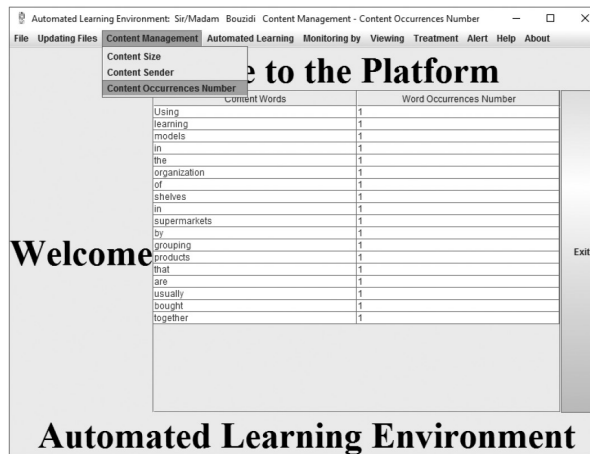 Automated Learning Environment: Sir/Madam Bouzidi Content Management - Content Occurrences Number
File Updating Files Content Management Automated Learning Monitoring by Viewing Treatment Alert Help About
Content Size
Content Sender
Content Occurrences Number
e to the Platform
Content Words Word Occurrences Number
Using 1
learning 1
models 1
in 1
the 1
organization 1
of 1
shelves 1
in 1
supermarkets 1
by 1
grouping 1
products 1
that 1
are 1
usually 1
bought 1
together 1
Welcome
Exit
Automated Learning Environment